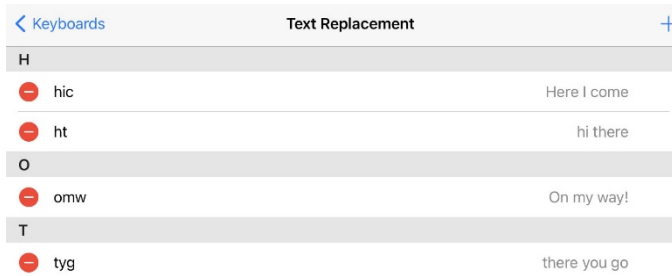 Keyboards Text Replacement +
H
hic Here I come
ht hi there
O
omw On my way!
T
tyg there you go